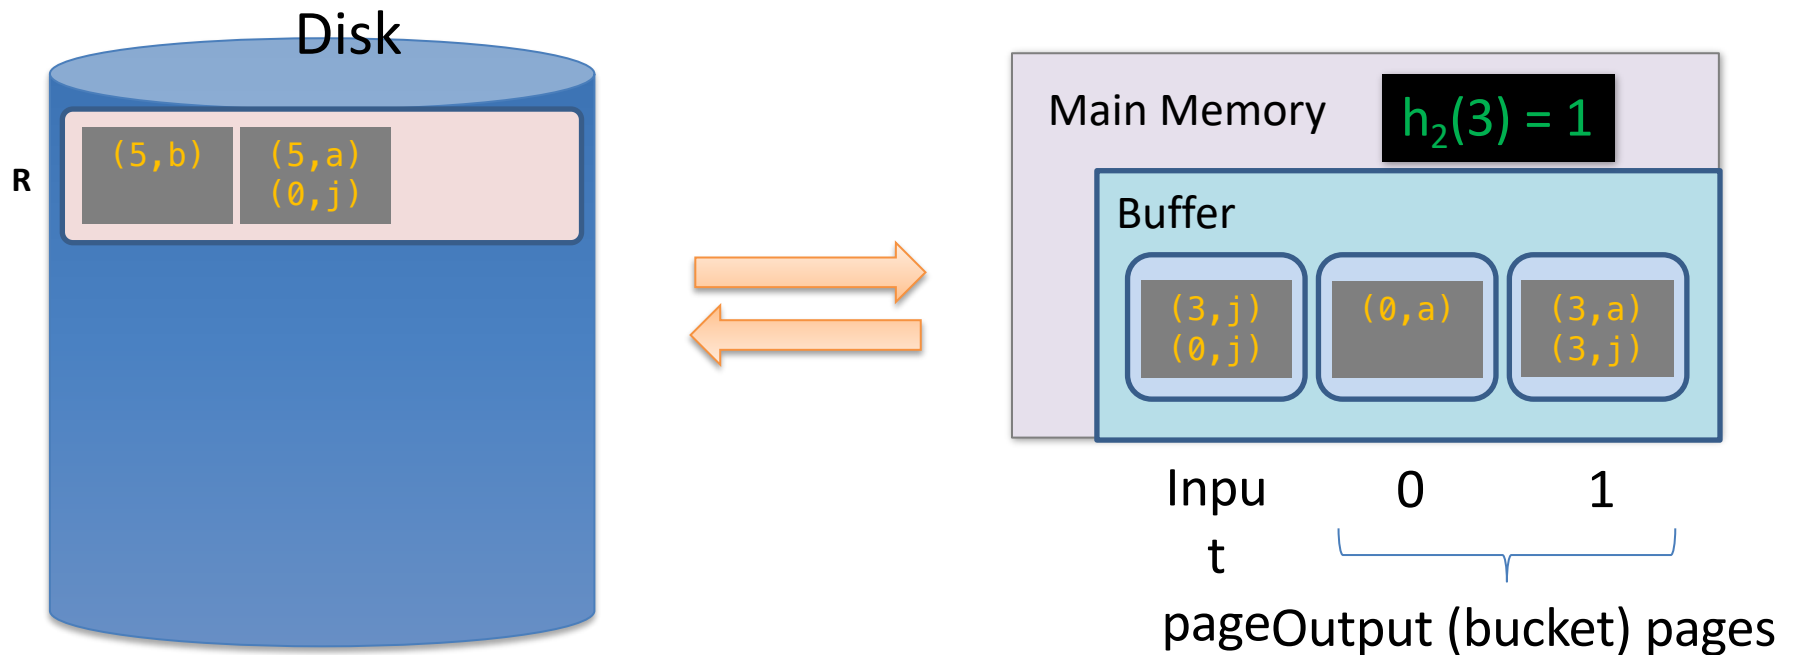 Disk
R
(5,b)
(5,a)
(0,j)
Main Memory
h₂(3) = 1
Buffer
(3,j)
(0,j)
(0,a)
(3,a)
(3,j)
Inpu
t
page
0
1
Output (bucket) pages